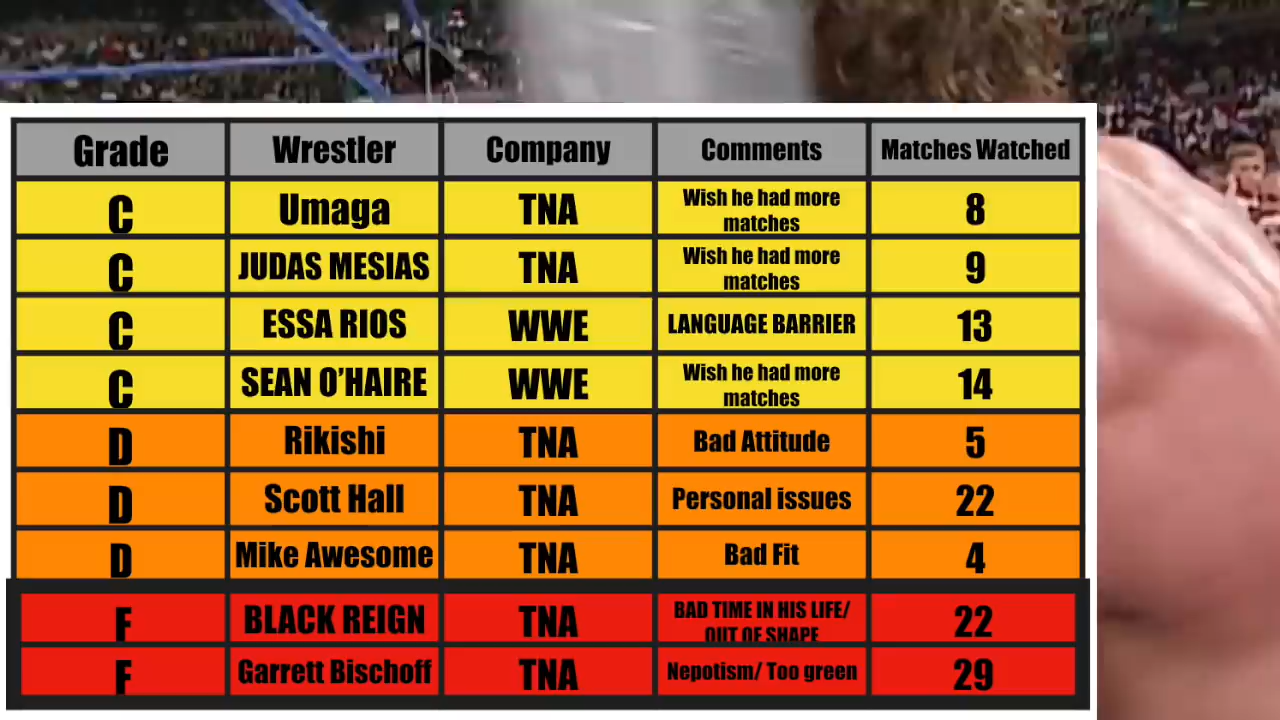 Grade Wrestler Company Comments Matches Watched
C Umaga TNA Wish he had more matches 8
C JUDAS MESIAS TNA Wish he had more matches 9
C ESSA RIOS WWE LANGUAGE BARRIER 13
C SEAN O'HAIRE WWE Wish he had more matches 14
D Rikishi TNA Bad Attitude 5
D Scott Hall TNA Personal issues 22
D Mike Awesome TNA Bad Fit 4
F BLACK REIGN TNA BAD TIME IN HIS LIFE/ OUT OF SHAPE 22
F Garrett Bischoff TNA Nepotism/ Too green 29